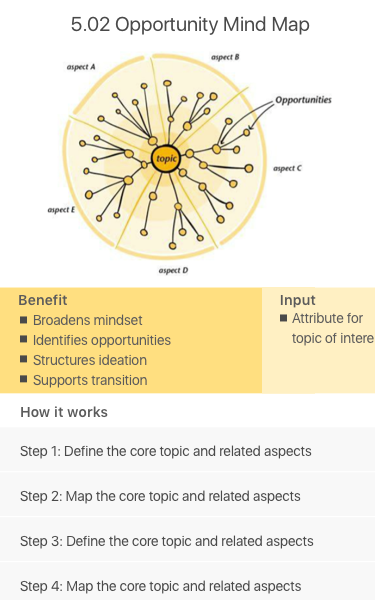 5.02 Opportunity Mind Map
aspect B
aspect A
Opportunities
topic
aspect C
aspect E
aspect D
Benefit
■ Broadens mindset
■ Identifies opportunities
■ Structures ideation
■ Supports transition
Input
■ Attribute for
topic of intere
How it works
Step 1: Define the core topic and related aspects
Step 2: Map the core topic and related aspects
Step 3: Define the core topic and related aspects
Step 4: Map the core topic and related aspects